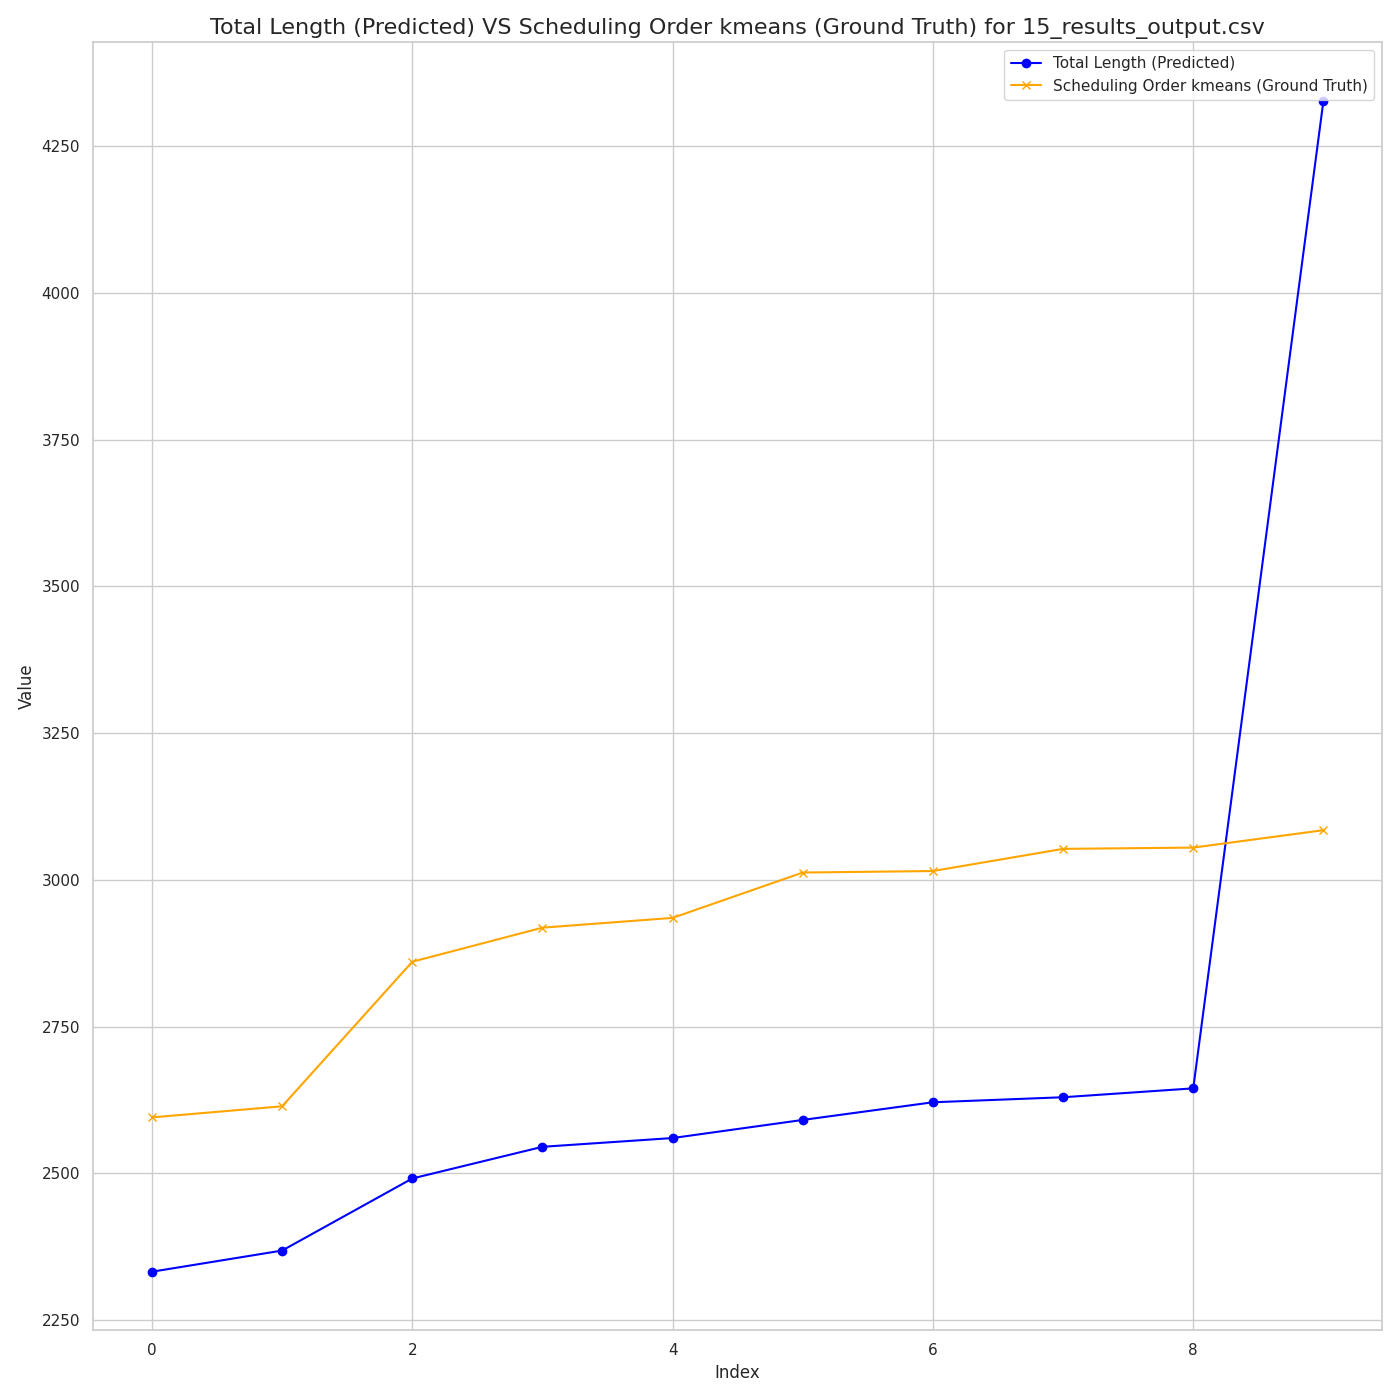 Total Length (Predicted) VS Scheduling Order kmeans (Ground Truth) for 15_results_output.csv
Total Length (Predicted)
Scheduling Order kmeans (Ground Truth)
4250
4000
3750
3500
3250
3000
2750
2500
2250
Value
0 2 4 6 8
Index